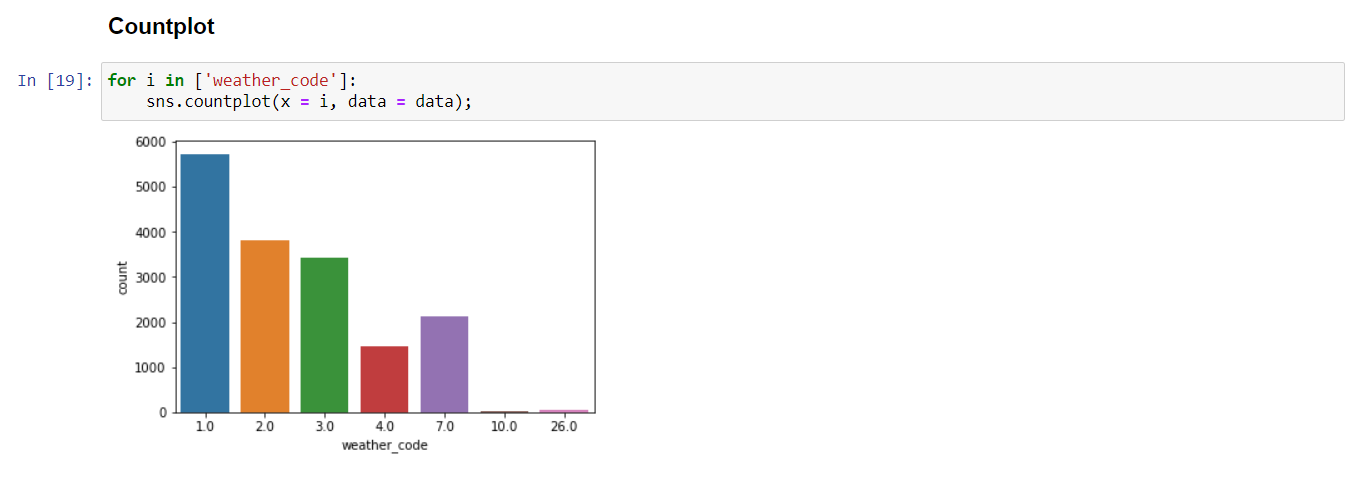 Countplot
In [19]: for i in ['weather_code']:
    sns.countplot(x = i, data = data);
6000
5000
4000
3000
2000
1000
0
count
1.0 2.0 3.0 4.0 7.0 10.0 26.0
weather_code